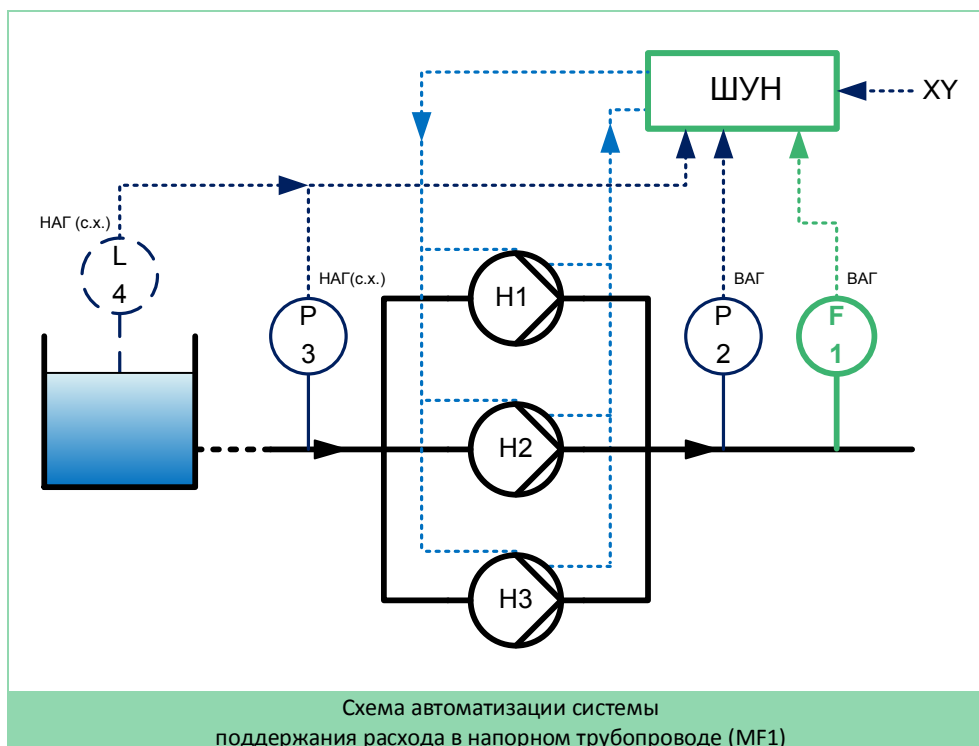 ШУН
XY
НАГ (с.х.)
L
4
НАГ(с.х.)
P
3
Н1
ВАГ
P
2
ВАГ
F
1
Н2
Н3
Схема автоматизации системы
поддержания расхода в напорном трубопроводе (MF1)